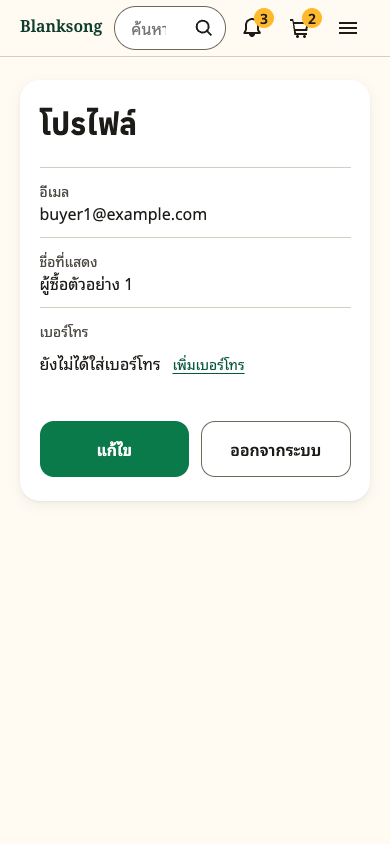 Blanksong
ค้นหา
3
2
โปรไฟล์
อีเมล
buyer1@example.com
ชื่อที่แสดง
ผู้ซื้อตัวอย่าง 1
เบอร์โทร
ยังไม่ได้ใส่เบอร์โทร เพิ่มเบอร์โทร
แก้ไข
ออกจากระบบ